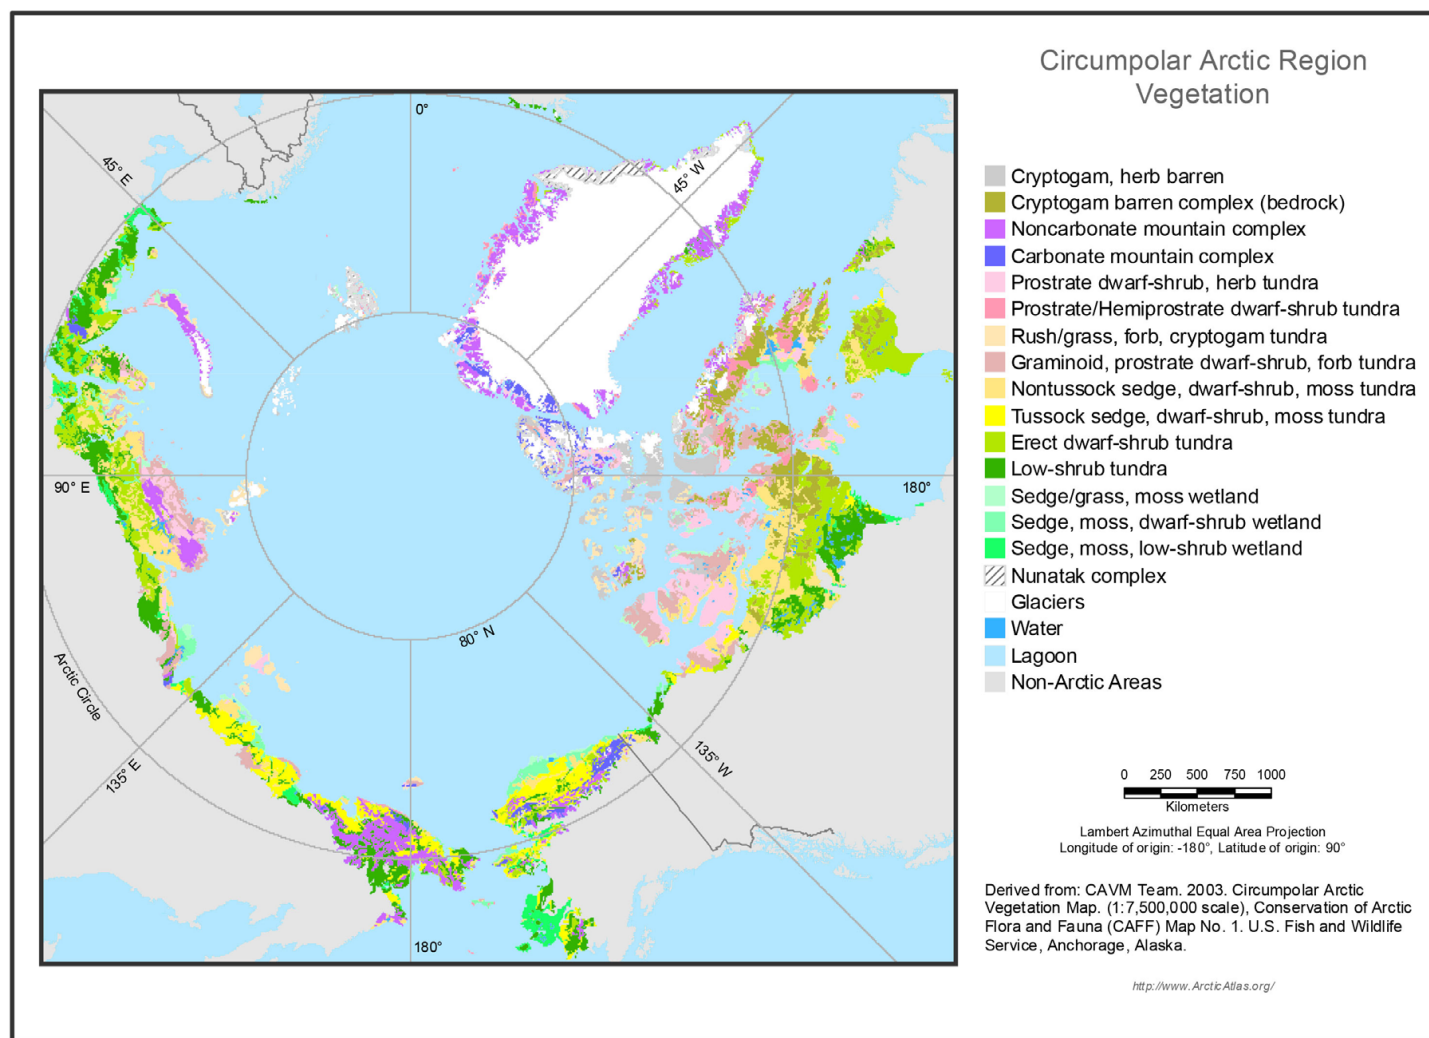 Circumpolar Arctic Region
Vegetation
0°
45° E
45° W
90° E
180°
80° N
Arctic Circle
135° E
135° W
180°
Cryptogam, herb barren
Cryptogam barren complex (bedrock)
Noncarbonate mountain complex
Carbonate mountain complex
Prostrate dwarf-shrub, herb tundra
Prostrate/Hemiprostrate dwarf-shrub tundra
Rush/grass, forb, cryptogam tundra
Graminoid, prostrate dwarf-shrub, forb tundra
Nontussock sedge, dwarf-shrub, moss tundra
Tussock sedge, dwarf-shrub, moss tundra
Erect dwarf-shrub tundra
Low-shrub tundra
Sedge/grass, moss wetland
Sedge, moss, dwarf-shrub wetland
Sedge, moss, low-shrub wetland
Nunatak complex
Glaciers
Water
Lagoon
Non-Arctic Areas
0 250 500 750 1000
Kilometers
Lambert Azimuthal Equal Area Projection
Longitude of origin: -180°, Latitude of origin: 90°
Derived from: CAVM Team. 2003. Circumpolar Arctic
Vegetation Map. (1:7,500,000 scale), Conservation of Arctic
Flora and Fauna (CAFF) Map No. 1. U.S. Fish and Wildlife
Service, Anchorage, Alaska.
http://www.ArcticAtlas.org/